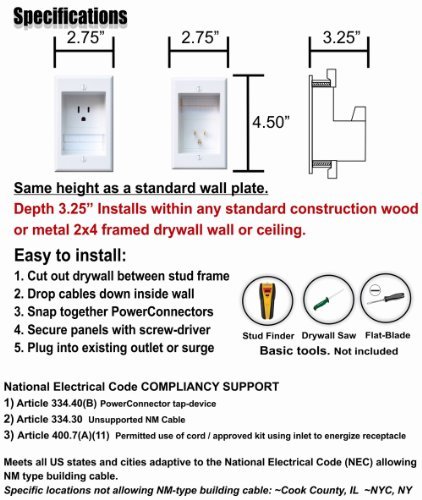 Specifications
2.75” 2.75” 3.25”
4.50”
Same height as a standard wall plate.
Depth 3.25” Installs within any standard construction wood
or metal 2x4 framed drywall wall or ceiling.
Easy to install:
1. Cut out drywall between stud frame
2. Drop cables down inside wall
3. Snap together PowerConnectors
4. Secure panels with screw-driver
5. Plug into existing outlet or surge
Stud Finder Drywall Saw Flat-Blade
Basic tools. Not included
National Electrical Code COMPLIANCY SUPPORT
1) Article 334.40(B) PowerConnector tap-device
2) Article 334.30 Unsupported NM Cable
3) Article 400.7(A)(11) Permitted use of cord / approved kit using inlet to energize receptacle
Meets all US states and cities adaptive to the National Electrical Code (NEC) allowing
NM type building cable.
Specific locations not allowing NM-type building cable: ~Cook County, IL ~NYC, NY